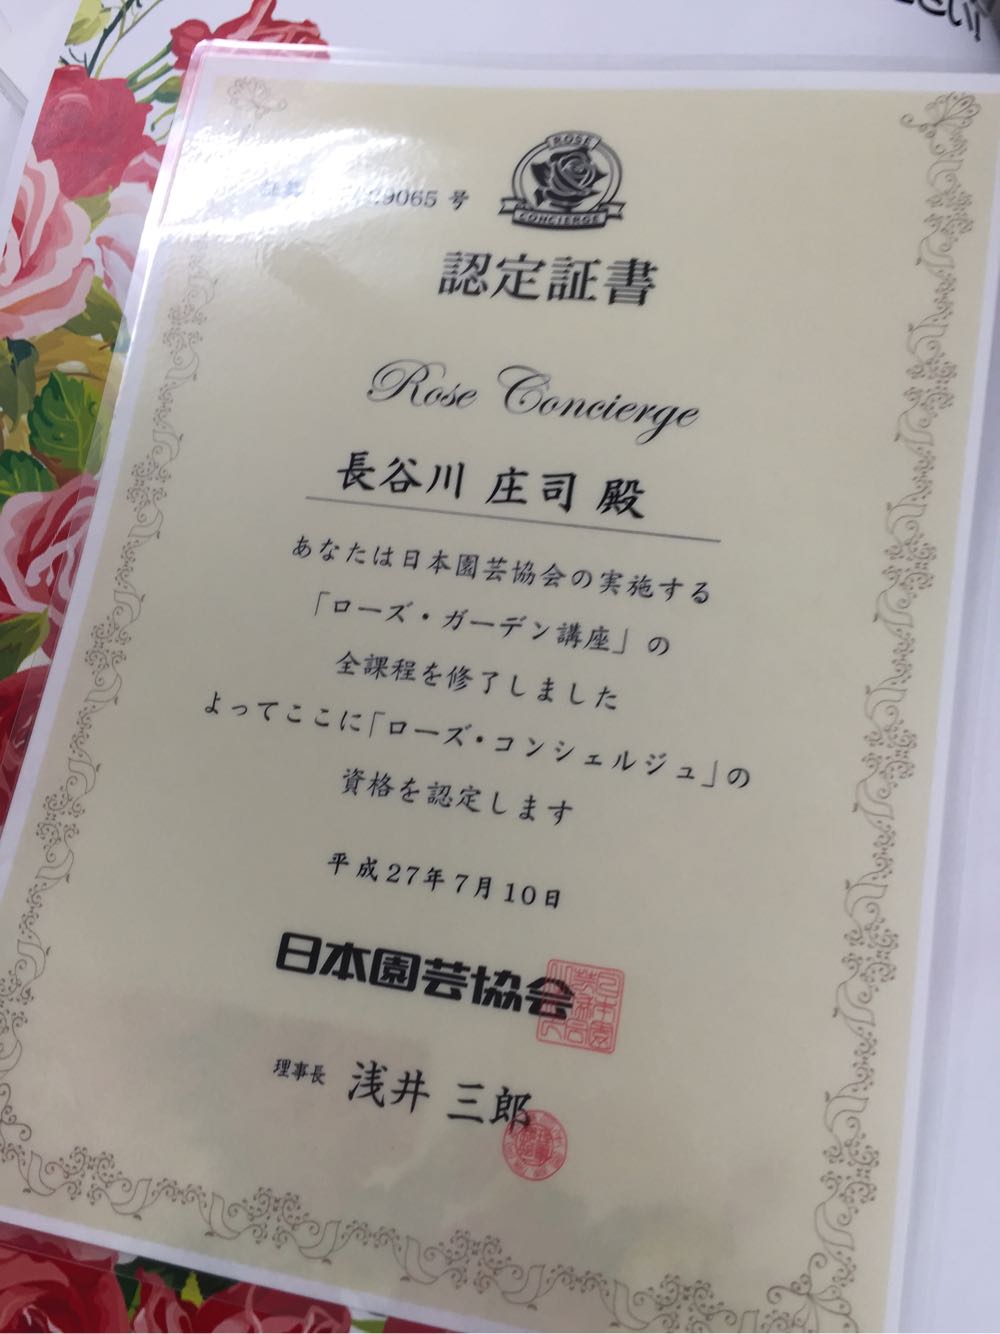 さい!
29065 号
ROSE
CONCIERGE
認定証書
Rose Concierge
長谷川 庄司 殿
あなたは日本園芸協会の実施する
「ローズ・ガーデン講座」の
全課程を修了しました
よってここに「ローズ・コンシェルジュ」の
資格を認定します
平成27年7月10日
日本園芸協会
理事長 浅井 三郎